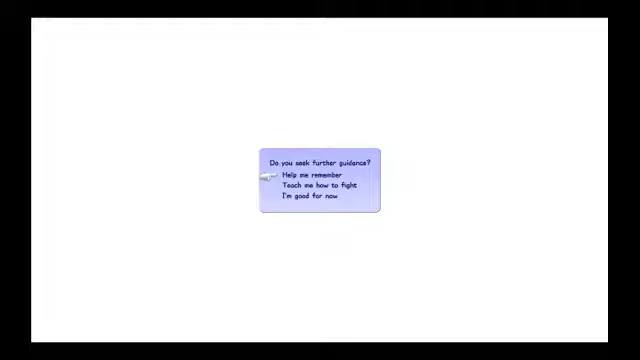 Do you seek further guidance?
Help me remember
Teach me how to fight
I'm good for now